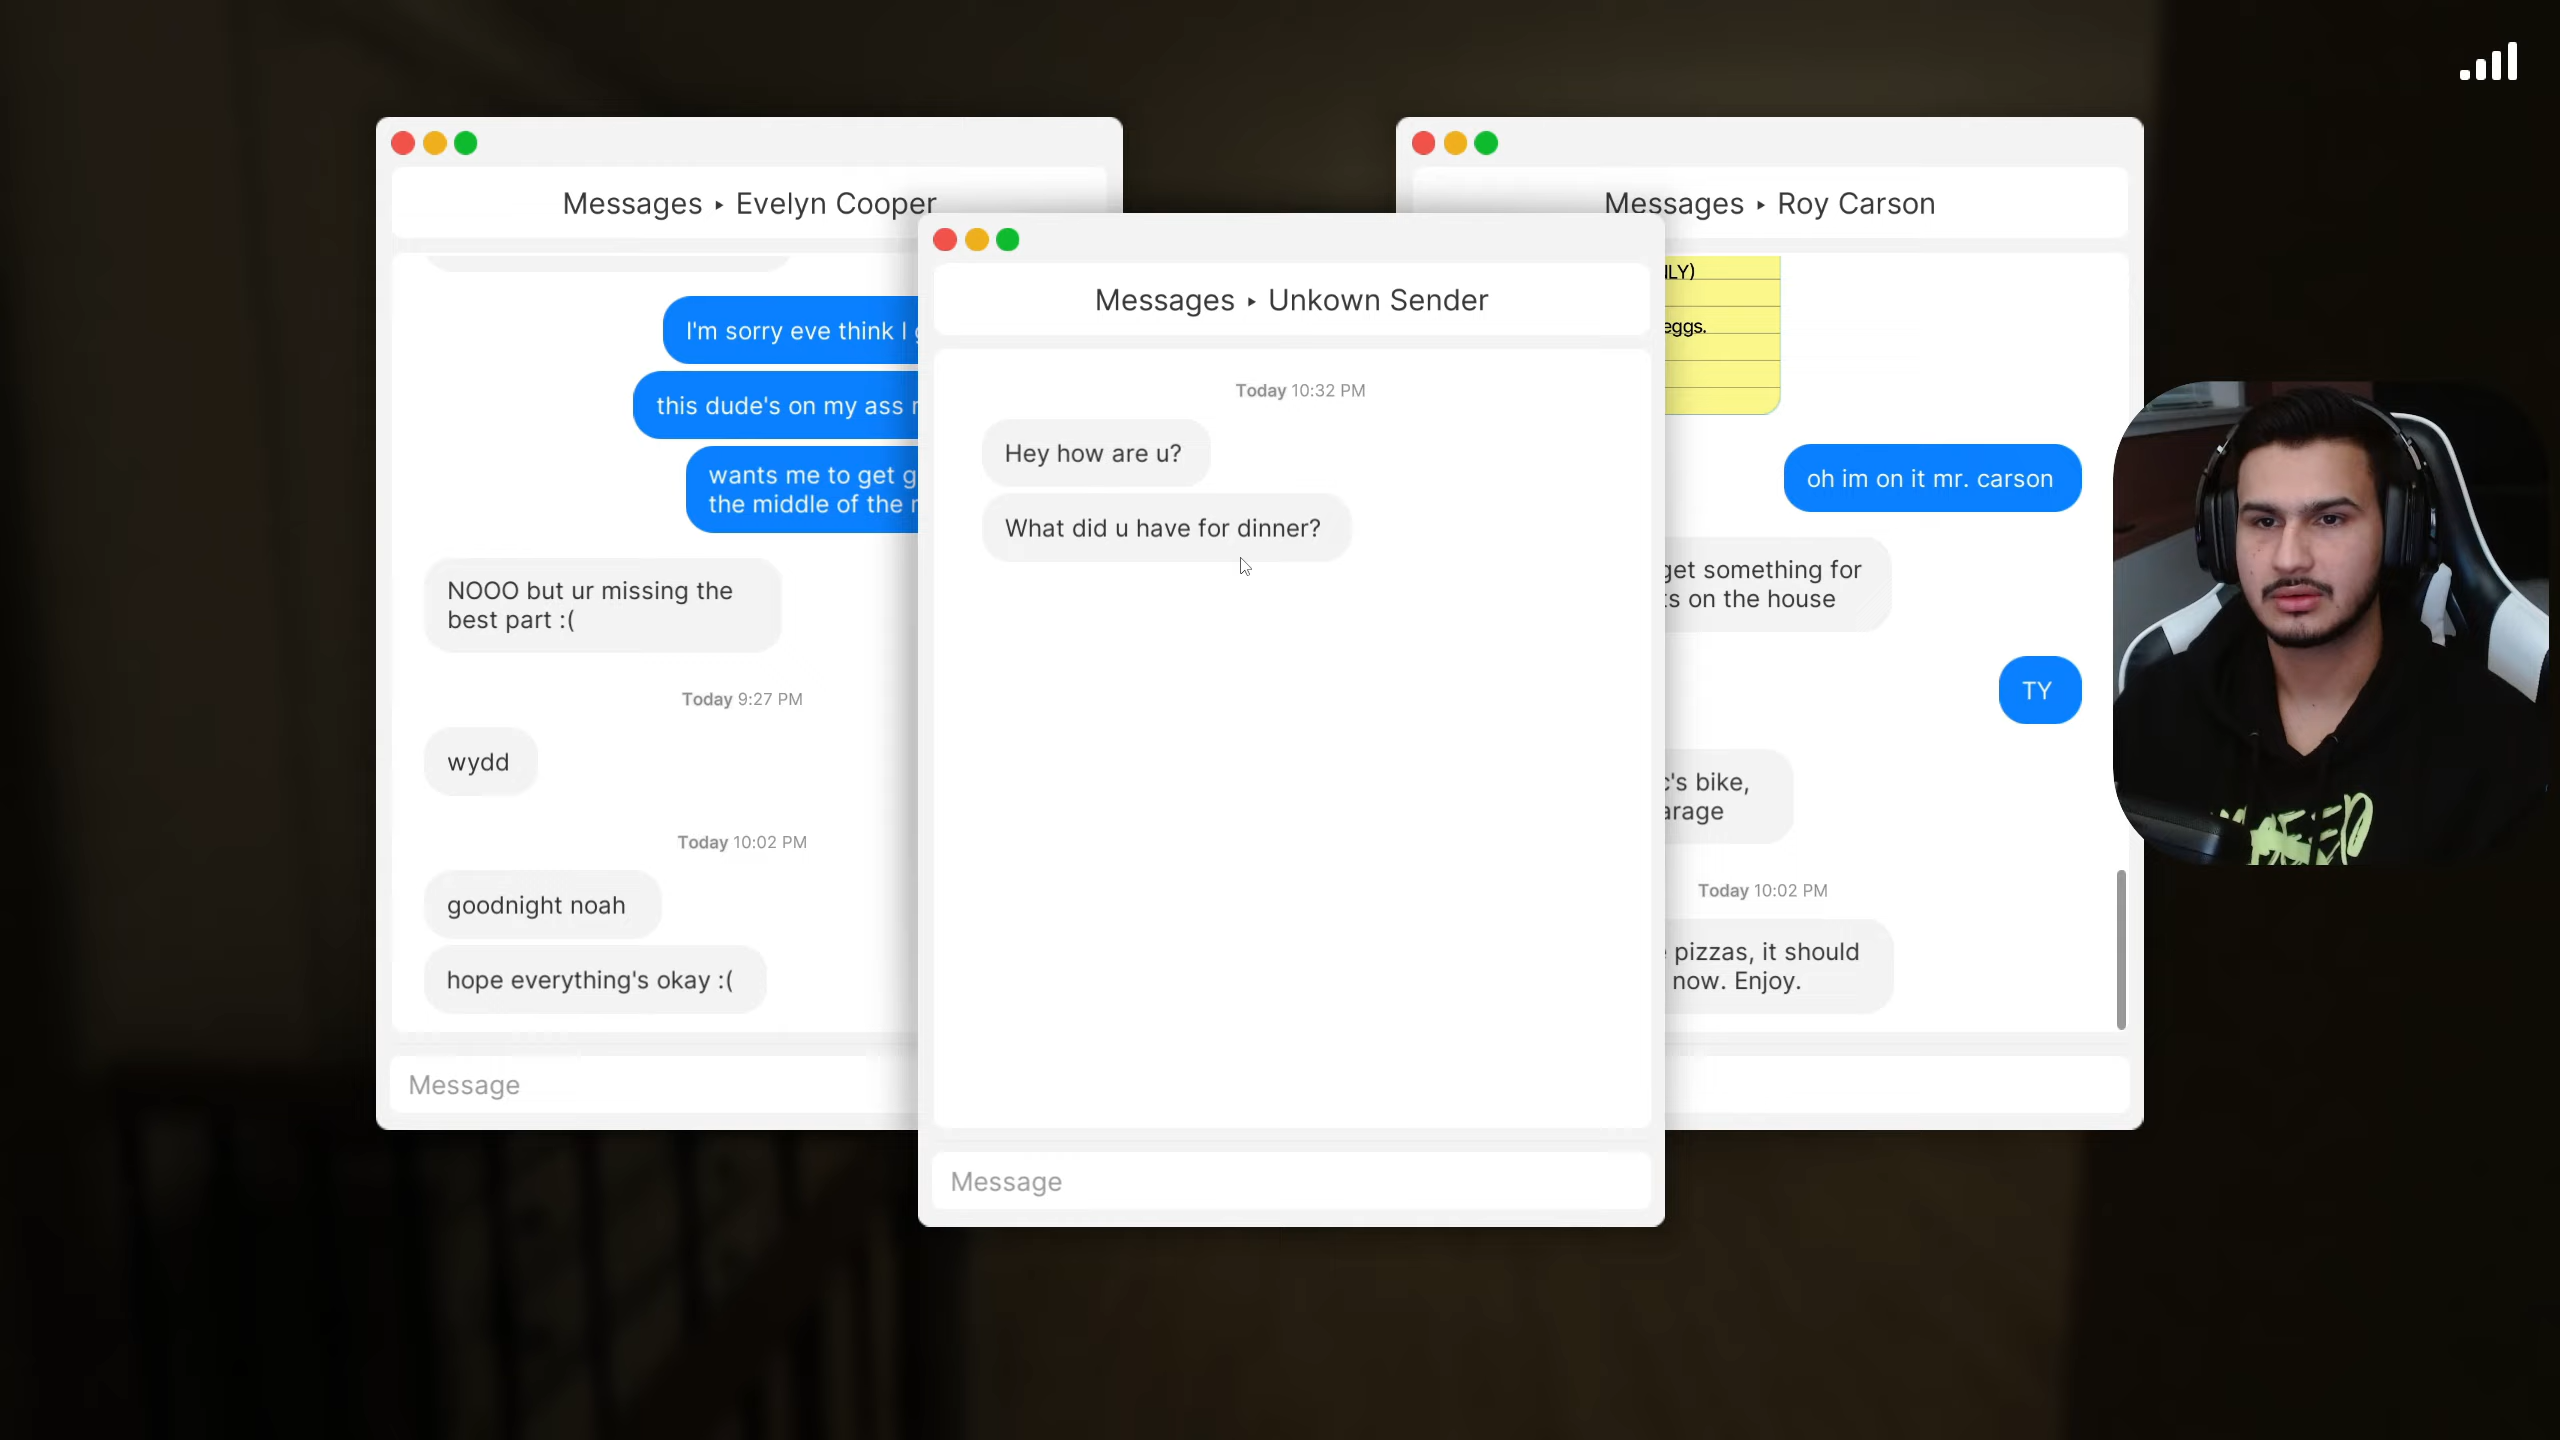 Messages ▸ Evelyn Cooper
I'm sorry eve think I
this dude's on my ass
wants me to get
the middle of the
NOOO but ur missing the
best part :(
Today 9:27 PM
wydd
Today 10:02 PM
goodnight noah
hope everything's okay :(
Message
Messages ▸ Unkown Sender
Today 10:32 PM
Hey how are u?
What did u have for dinner?
Message
Messages ▸ Roy Carson
eggs.
oh im on it mr. carson
get something for
on the house
TY
bike,
Today 10:02 PM
pizzas, it should
now. Enjoy.